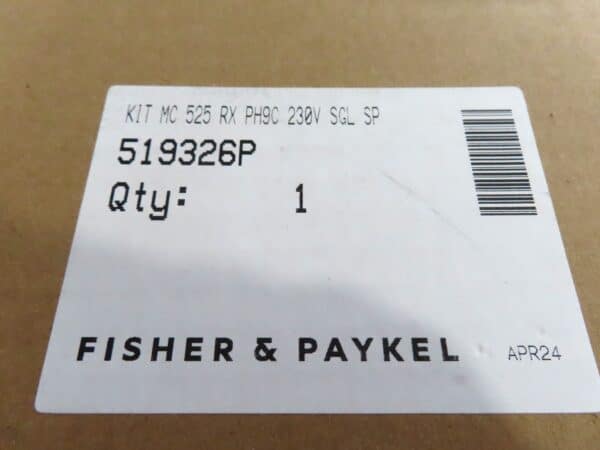 KIT MC 525 RX PH9C 230V SGL SP
519326P
Qty: 1
FISHER & PAYKEL APR24